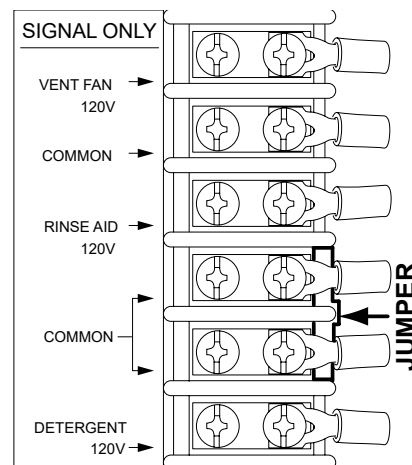 SIGNAL ONLY
VENT FAN
120V
COMMON
RINSE AID
120V
COMMON
JUMPER
DETERGENT
120V